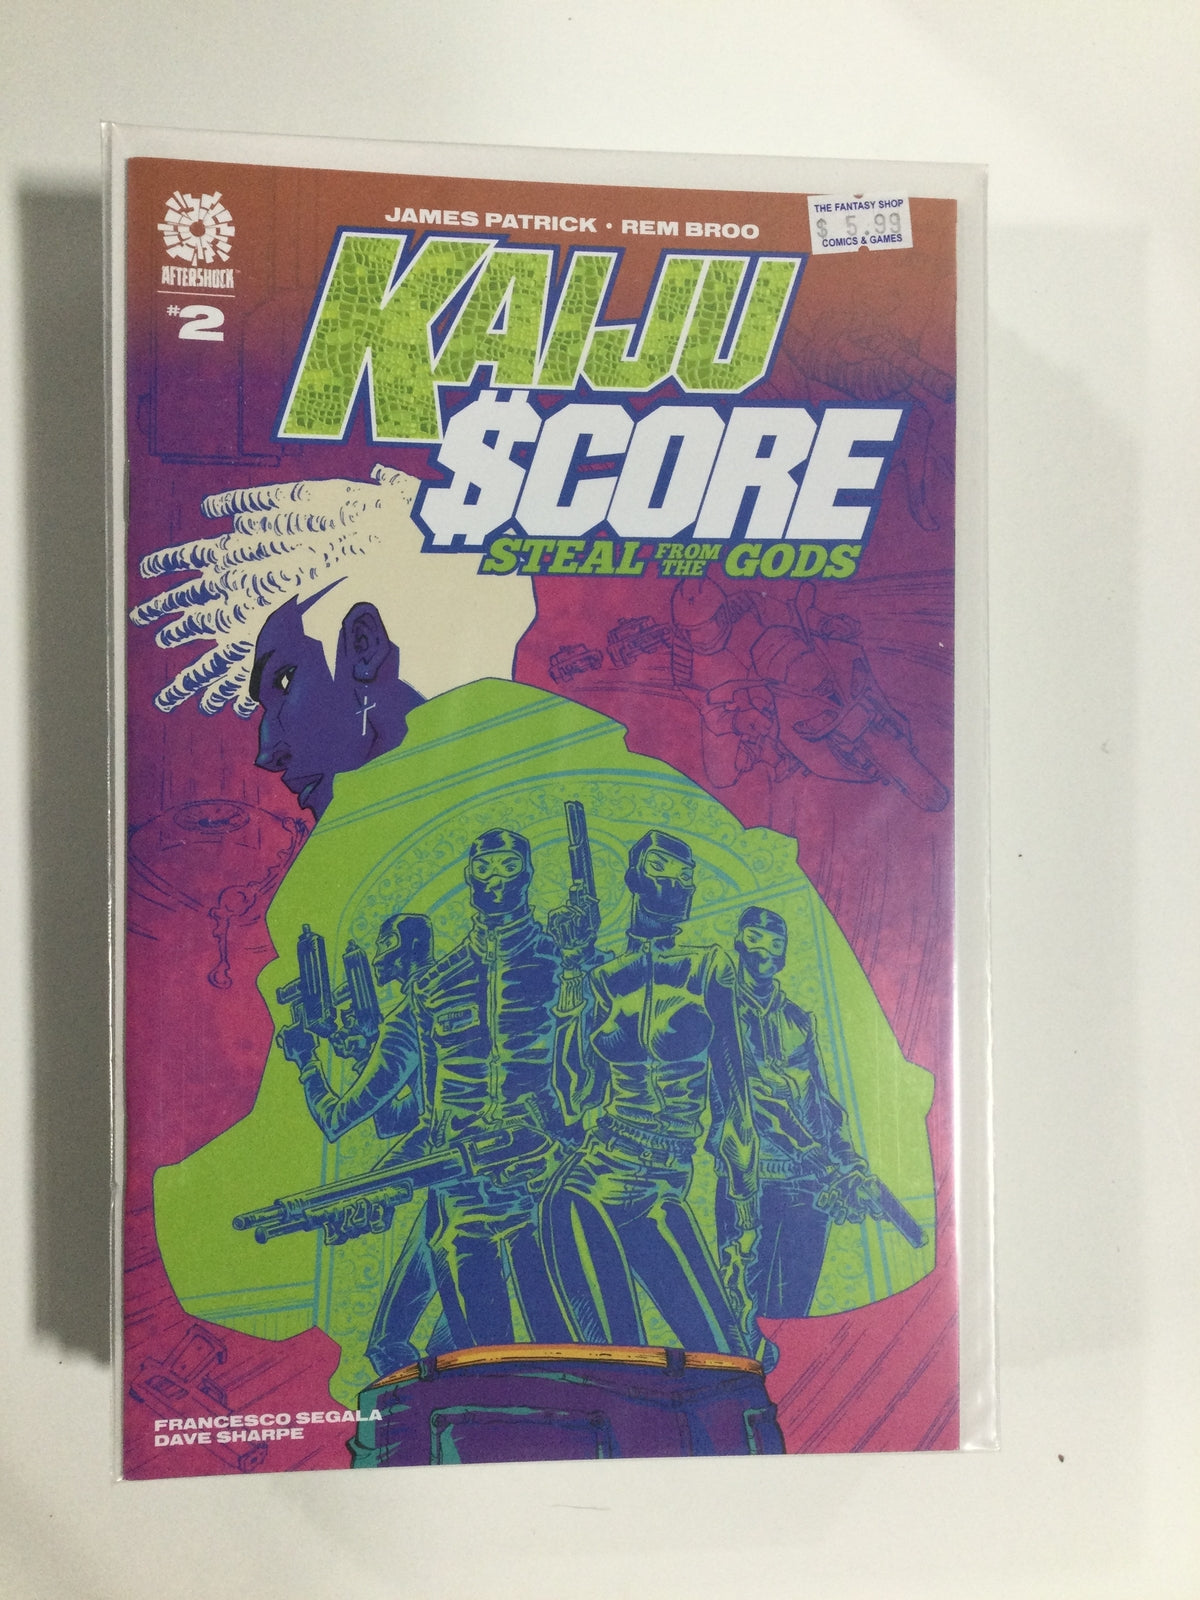 JAMES PATRICK • REM BROO
THE FANTASY SHOP
$ 5.99
COMICS & GAMES
AFTERSHOCK™
#2
KAIJU
$CORE
STEAL FROM THE GODS
FRANCESCO SEGALA
DAVE SHARPE